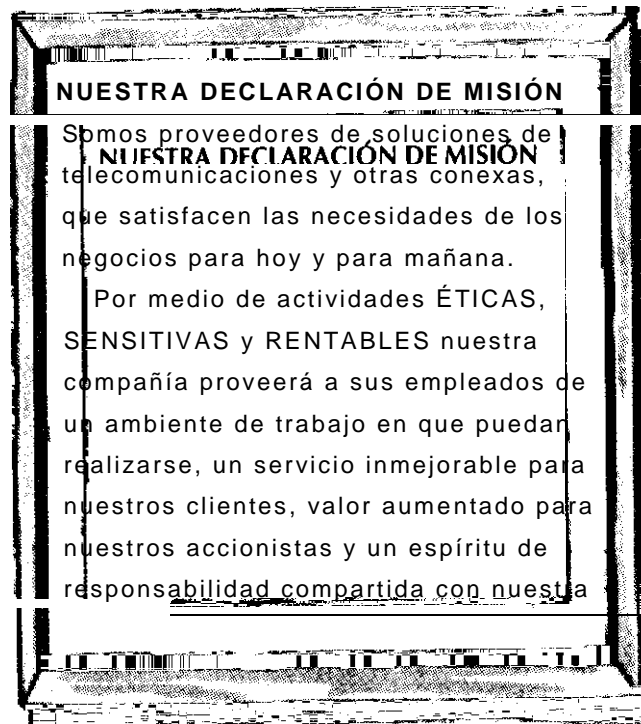 NUESTRA DECLARACIÓN DE MISIÓN
Somos proveedores de soluciones de
NUESTRA DECLARACIÓN DE MISIÓN
telecomunicaciones y otras conexas,
que satisfacen las necesidades de los
negocios para hoy y para mañana.
Por medio de actividades ÉTICAS,
SENSITIVAS y RENTABLES nuestra
compañía proveerá a sus empleados de
un ambiente de trabajo en que puedan
realizarse, un servicio inmejorable para
nuestros clientes, valor aumentado para
nuestros accionistas y un espíritu de
responsabilidad compartida con nuestra